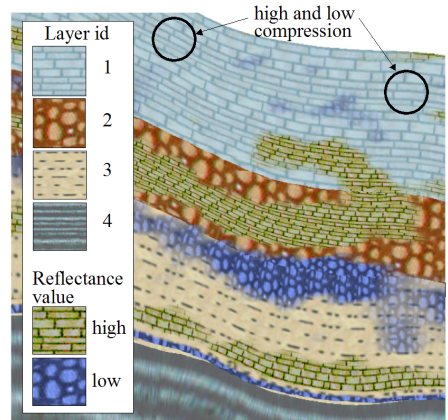 high and low
compression
Layer id
1
2
3
4
Reflectance
value
high
low